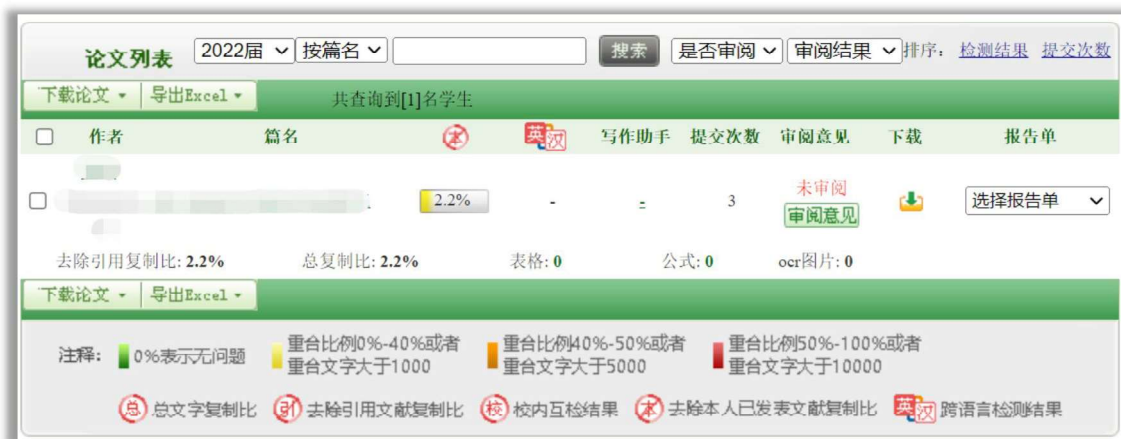 论文列表 2022届 按篇名 搜索 是否审阅 审阅结果 排序： 检测结果 提交次数
下载论文 导出Excel 共查询到[1]名学生
作者 篇名 本 英汉 写作助手 提交次数 审阅意见 下载 报告单
2.2% - - 3 未审阅 审阅意见 选择报告单
去除引用复制比: 2.2% 总复制比: 2.2% 表格: 0 公式: 0 ocr图片: 0
下载论文 导出Excel
注释： 0%表示无问题 重合比例0%-40%或者 重合比例40%-50%或者 重合比例50%-100%或者
重合文字大于1000 重合文字大于5000 重合文字大于10000
总 总文字复制比 引 去除引用文献复制比 校 校内互检结果 本 去除本人已发表文献复制比 英汉 跨语言检测结果